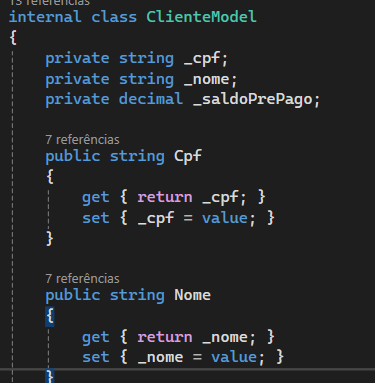 13 referências
internal class ClienteModel
{
private string _cpf;
private string _nome;
private decimal _saldoPrePago;
7 referências
public string Cpf
{
get { return _cpf; }
set { _cpf = value; }
}
7 referências
public string Nome
{
get { return _nome; }
set { _nome = value; }
}